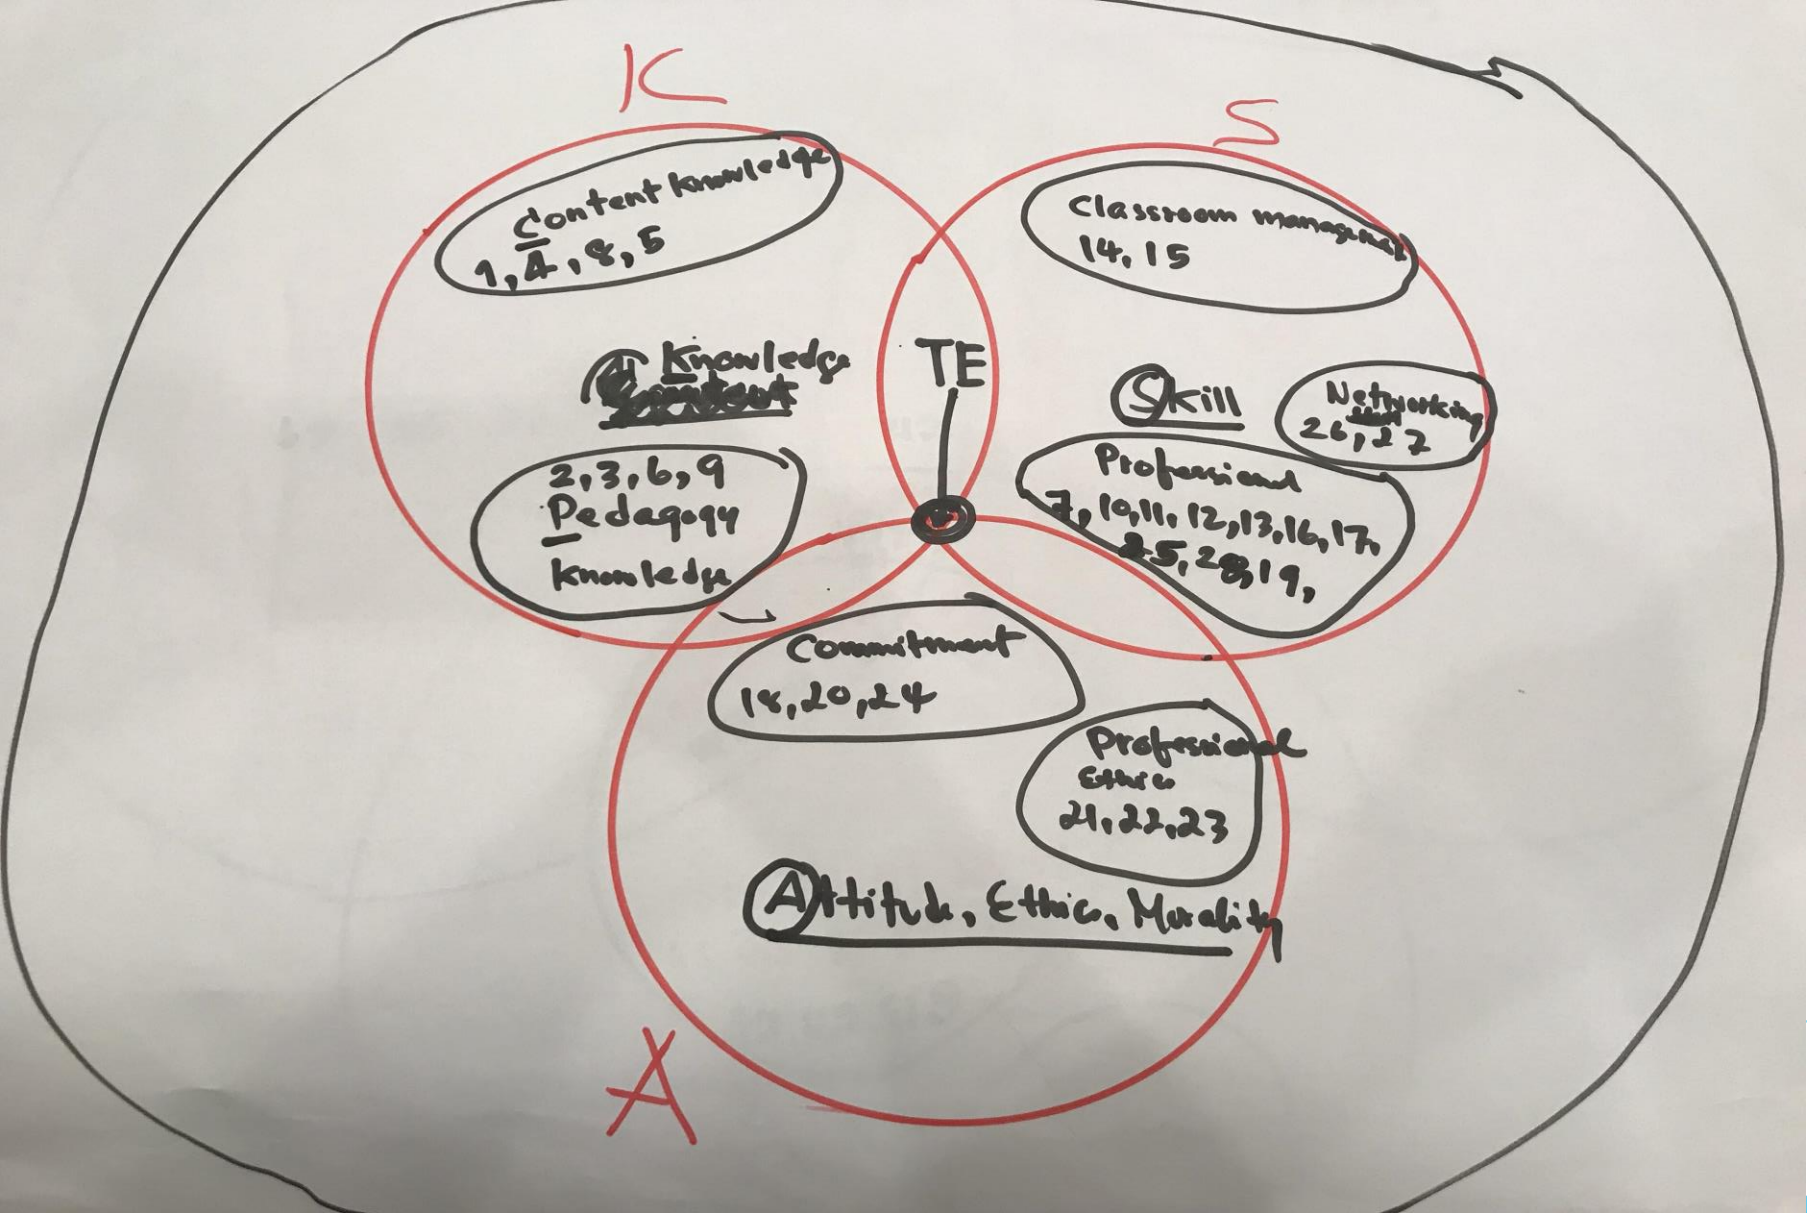 K
S
Content Knowledge
1, 4, 8, 5
Classroom management
14, 15
Knowledge
TE
Skill
Networking
26, 27
2, 3, 6, 9
Pedagogy
Knowledge
Professional
7, 10, 11, 12, 13, 16, 17,
25, 28, 19,
Commitment
18, 20, 24
Professional
Ethics
21, 22, 23
Attitude, Ethics, Morality
A